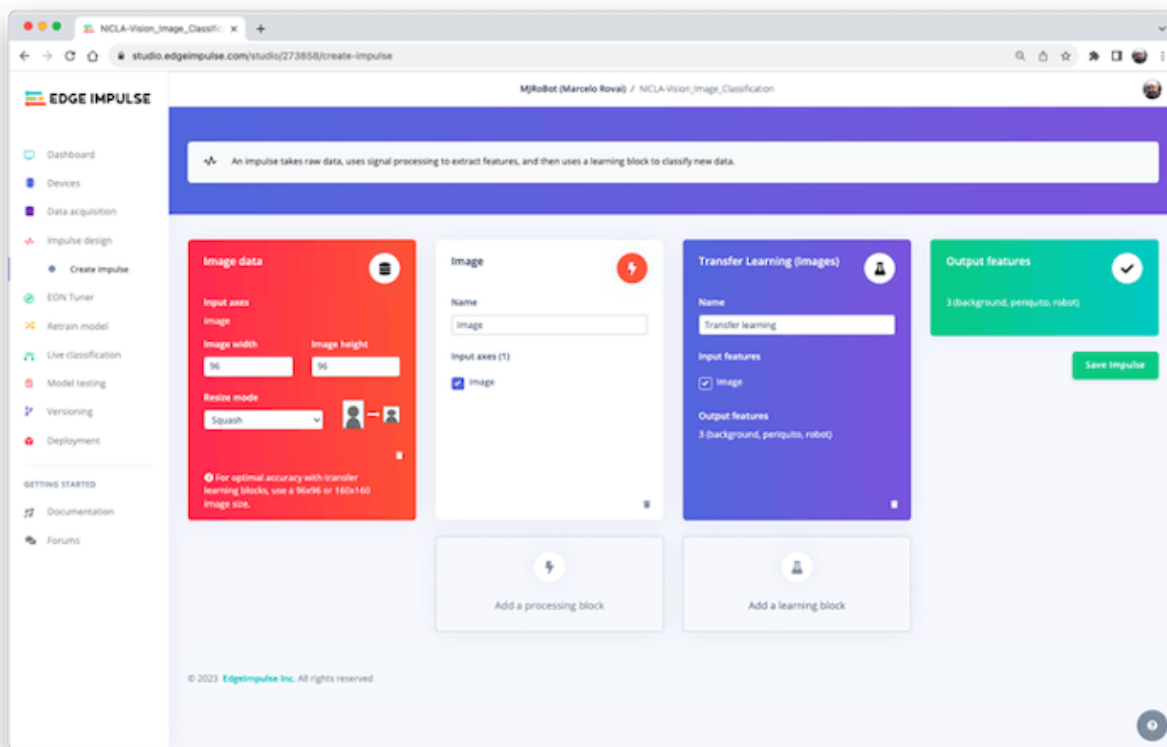 NICLA-Vision_Image_Classific
studio.edgeimpulse.com/studio/273858/create-impulse
EDGE IMPULSE
MJRoBot (Marcelo Rovai) / NICLA-Vision_Image_Classification
Dashboard
Devices
Data acquisition
Impulse design
Create impulse
EON Tuner
Retrain model
Live classification
Model testing
Versioning
Deployment
GETTING STARTED
Documentation
Forums
An impulse takes raw data, uses signal processing to extract features, and then uses a learning block to classify new data.
Image data
Input axes
image
Image width Image height
96 96
Resize mode
Squash
For optimal accuracy with transfer
learning blocks, use a 96x96 or 160x160
image size.
Image
Name
Image
Input axes (1)
image
Add a processing block
Transfer Learning (Images)
Name
Transfer learning
Input features
Image
Output features
3 (background, periquito, robot)
Add a learning block
Output features
3 (background, periquito, robot)
Save Impulse
© 2023 EdgeImpulse Inc. All rights reserved